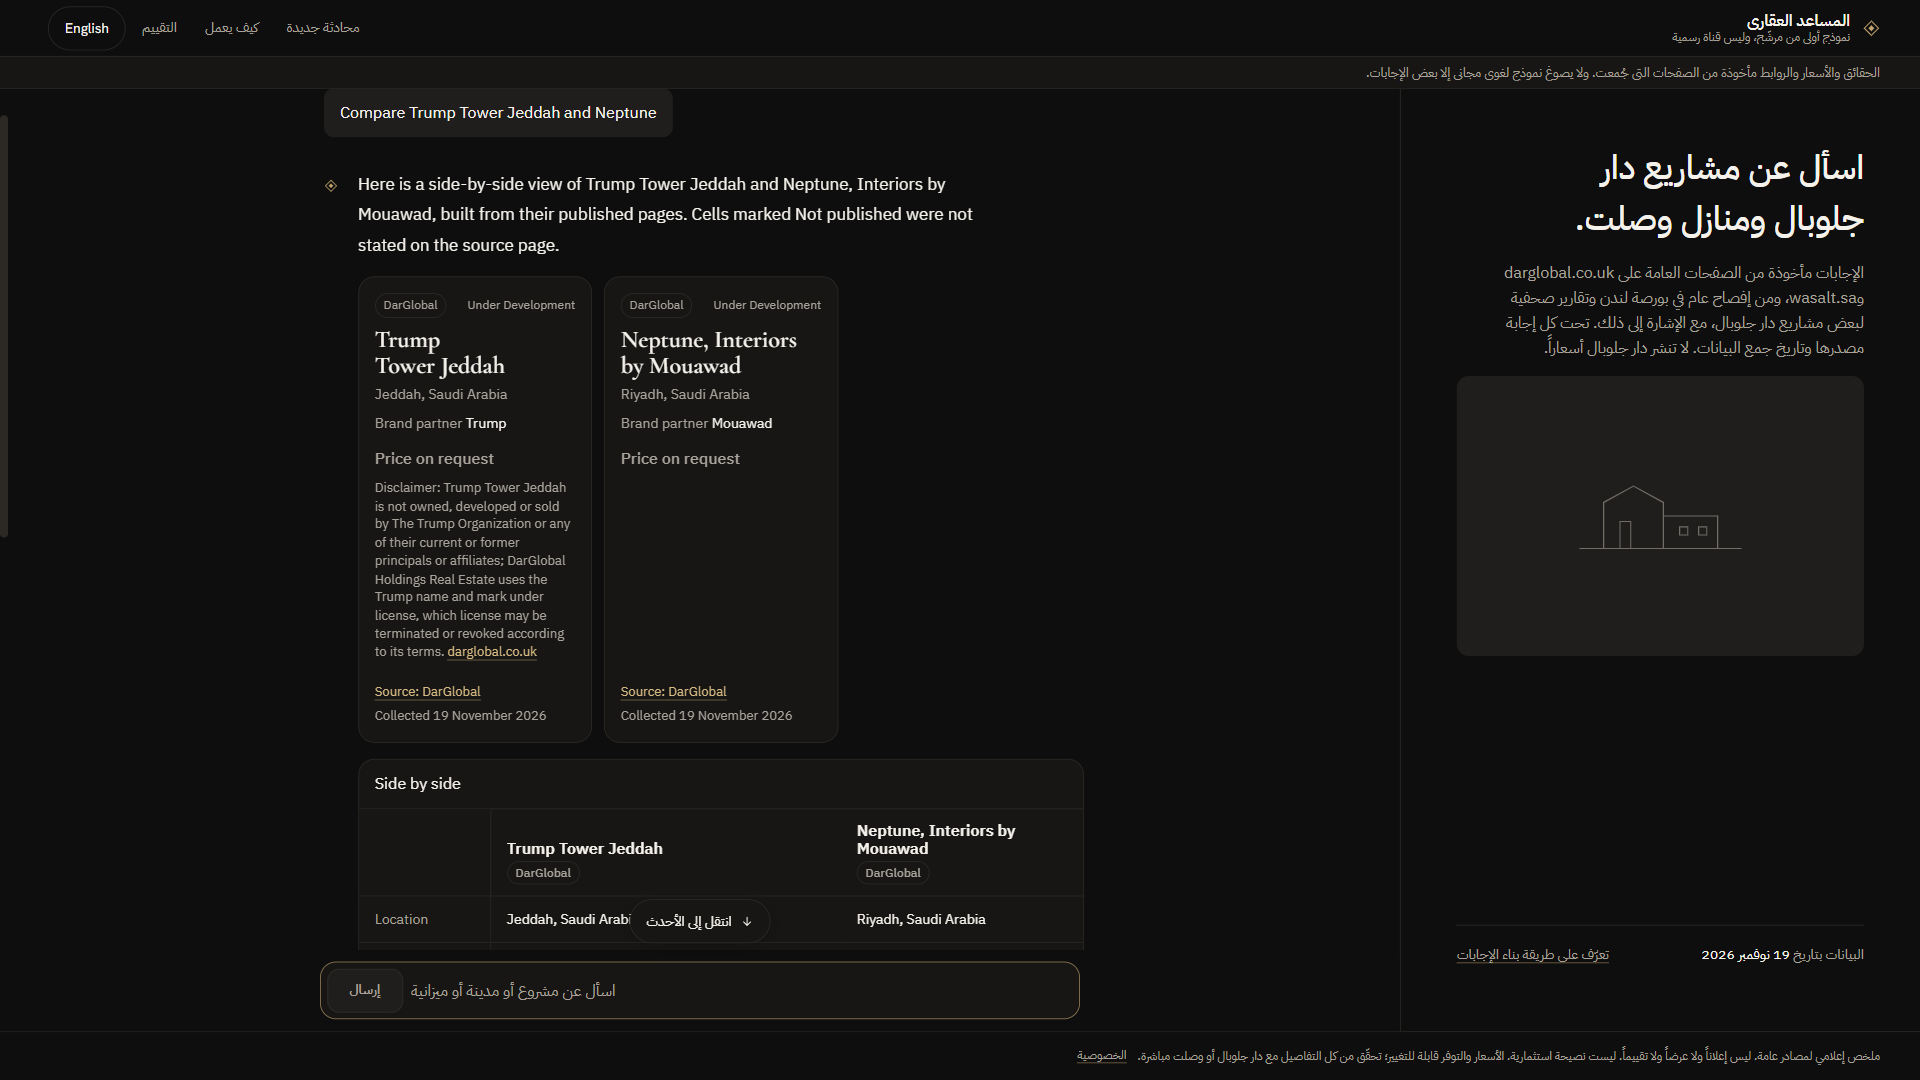 المساعد العقاري
نموذج أولي من مرشّح، وليس قناة رسمية
محادثة جديدة
كيف يعمل
التقييم
English
الحقائق والأسعار والروابط مأخوذة من الصفحات التي جُمعت. ولا يصوغ نموذج لغوي مجاني إلا بعض الإجابات.
اسأل عن مشاريع دار
جلوبال ومنازل وصلت.
الإجابات مأخوذة من الصفحات العامة على darglobal.co.uk
وwasalt.sa، ومن إفصاح عام في بورصة لندن وتقارير صحفية
لبعض مشاريع دار جلوبال، مع الإشارة إلى ذلك. تحت كل إجابة
مصدرها وتاريخ جمع البيانات. لا تنشر دار جلوبال أسعاراً.
البيانات بتاريخ 19 نوفمبر 2026
تعرّف على طريقة بناء الإجابات
Compare Trump Tower Jeddah and Neptune
Here is a side-by-side view of Trump Tower Jeddah and Neptune, Interiors by
Mouawad, built from their published pages. Cells marked Not published were not
stated on the source page.
DarGlobal
Under Development
Trump
Tower Jeddah
Jeddah, Saudi Arabia
Brand partner Trump
Price on request
Disclaimer: Trump Tower Jeddah
is not owned, developed or sold
by The Trump Organization or any
of their current or former
principals or affiliates; DarGlobal
Holdings Real Estate uses the
Trump name and mark under
license, which license may be
terminated or revoked according
to its terms. darglobal.co.uk
Source: DarGlobal
Collected 19 November 2026
DarGlobal
Under Development
Neptune, Interiors
by Mouawad
Riyadh, Saudi Arabia
Brand partner Mouawad
Price on request
Source: DarGlobal
Collected 19 November 2026
Side by side
Trump Tower Jeddah
DarGlobal
Neptune, Interiors by
Mouawad
DarGlobal
Location
Jeddah, Saudi Arabi
Riyadh, Saudi Arabia
انتقل إلى الأحدث ↓
اسأل عن مشروع أو مدينة أو ميزانية
إرسال
ملخص إعلامي لمصادر عامة. ليس إعلاناً ولا عرضاً ولا تقييماً. ليست نصيحة استثمارية. الأسعار والتوفر قابلة للتغيير؛ تحقّق من كل التفاصيل مع دار جلوبال أو وصلت مباشرة.
الخصوصية